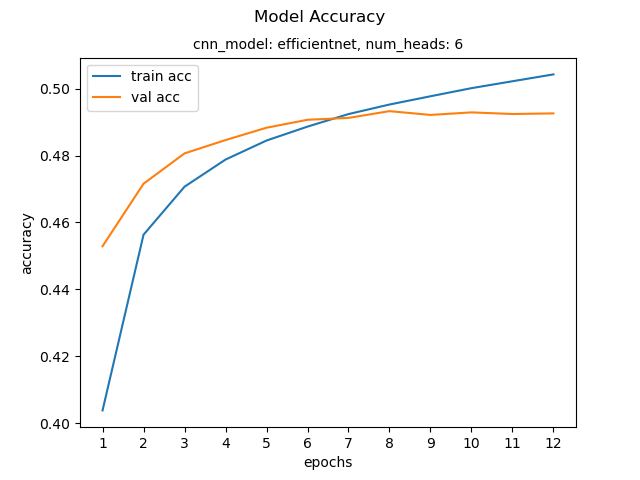 Model Accuracy
cnn_model: efficientnet, num_heads: 6
train acc
val acc
0.50
0.48
0.46
0.44
0.42
0.40
accuracy
1 2 3 4 5 6 7 8 9 10 11 12
epochs